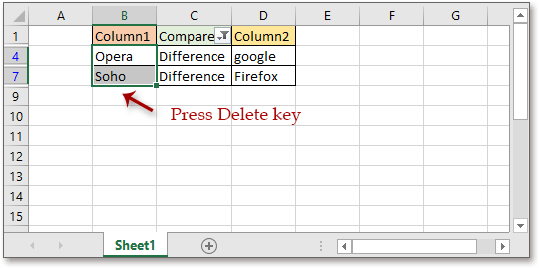 A B C D E F G
1 Column1 Compare Column2
4 Opera Difference google
7 Soho Difference Firefox
9
10 Press Delete key
11
12
13
14
15
Sheet1